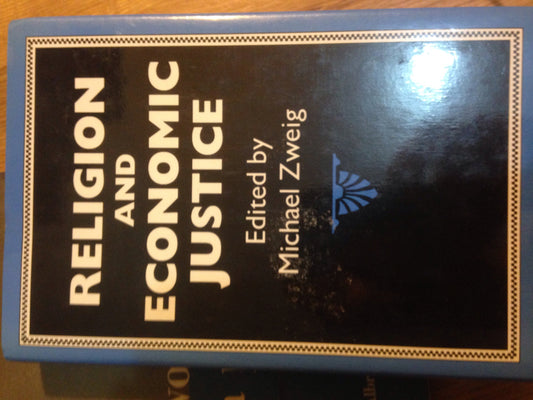 RELIGION
AND
ECONOMIC
JUSTICE
Edited by
Michael Zweig